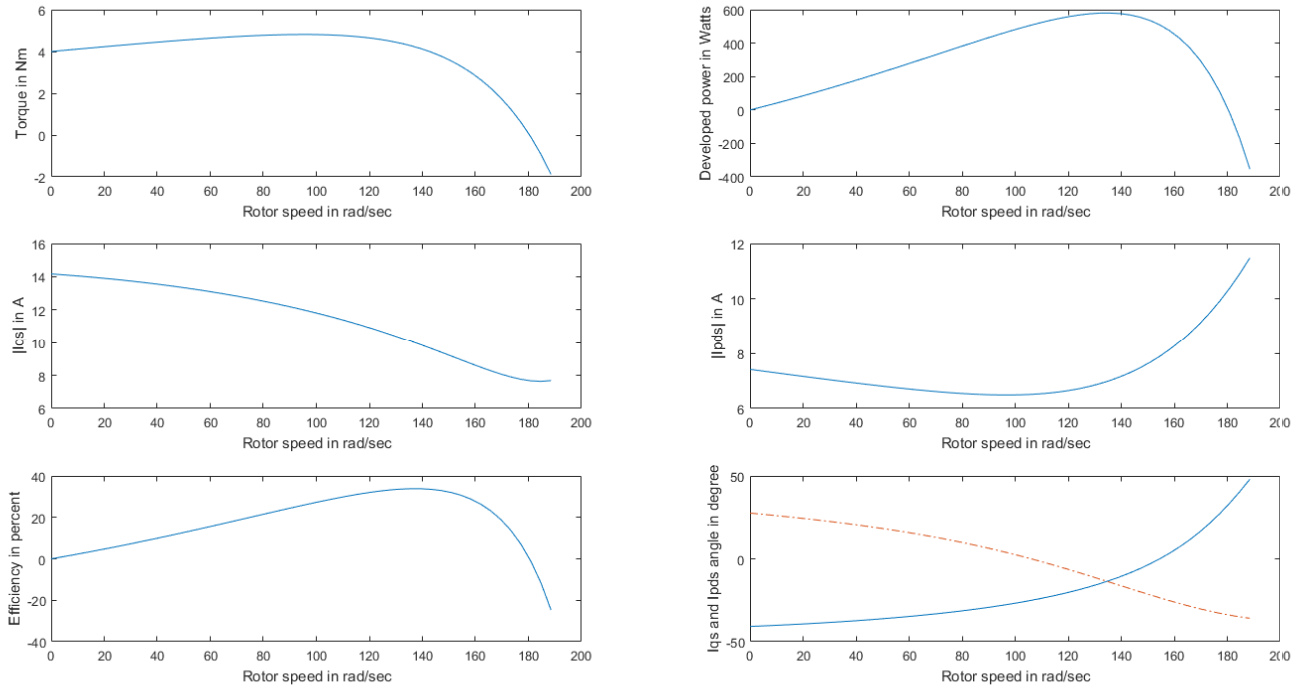 6
4
2
0
-2
Torque in Nm
0 20 40 60 80 100 120 140 160 180 200
Rotor speed in rad/sec
600
400
200
0
-200
-400
Developed power in Watts
0 20 40 60 80 100 120 140 160 180 200
Rotor speed in rad/sec
16
14
12
10
8
6
|Ics| in A
0 20 40 60 80 100 120 140 160 180 200
Rotor speed in rad/sec
12
10
8
6
|Ipds| in A
0 20 40 60 80 100 120 140 160 180 200
Rotor speed in rad/sec
40
20
0
-20
-40
Efficiency in percent
0 20 40 60 80 100 120 140 160 180 200
Rotor speed in rad/sec
50
0
-50
Iqs and Ipds angle in degree
0 20 40 60 80 100 120 140 160 180 200
Rotor speed in rad/sec